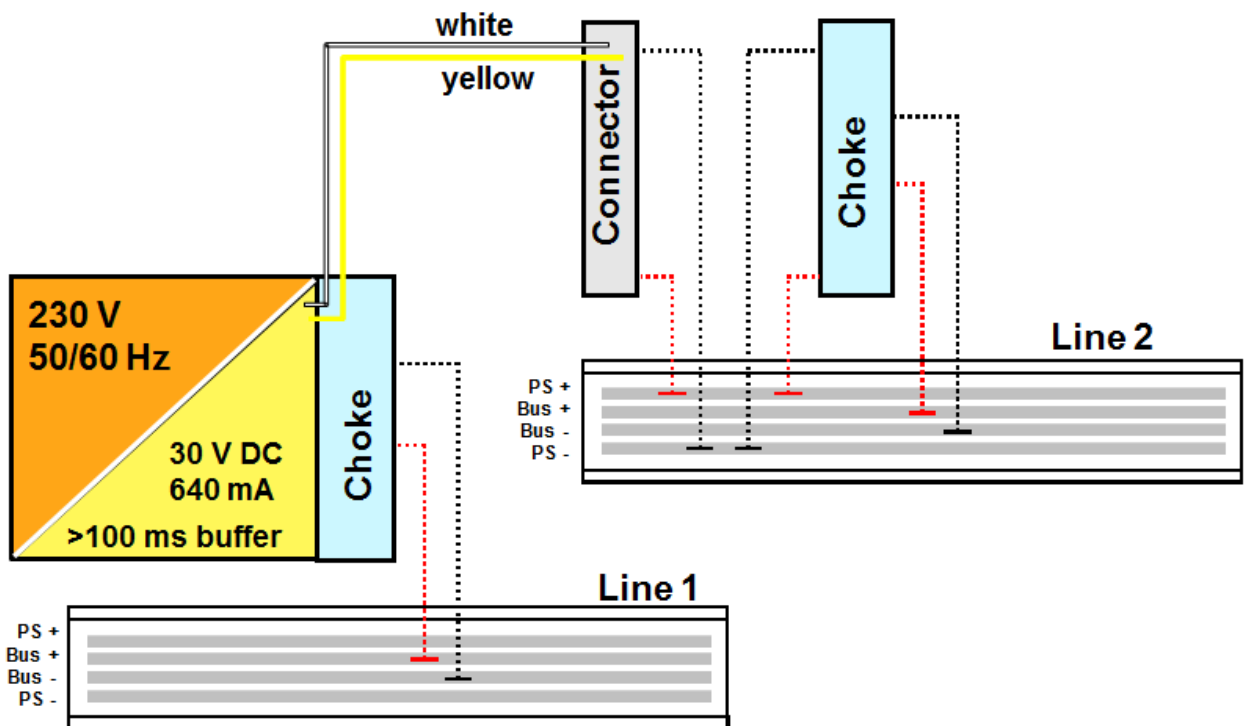 white
yellow
Connector
Choke
230 V
50/60 Hz
30 V DC
640 mA
>100 ms buffer
Choke
Line 2
PS +
Bus +
Bus -
PS -
Line 1
PS +
Bus +
Bus -
PS -